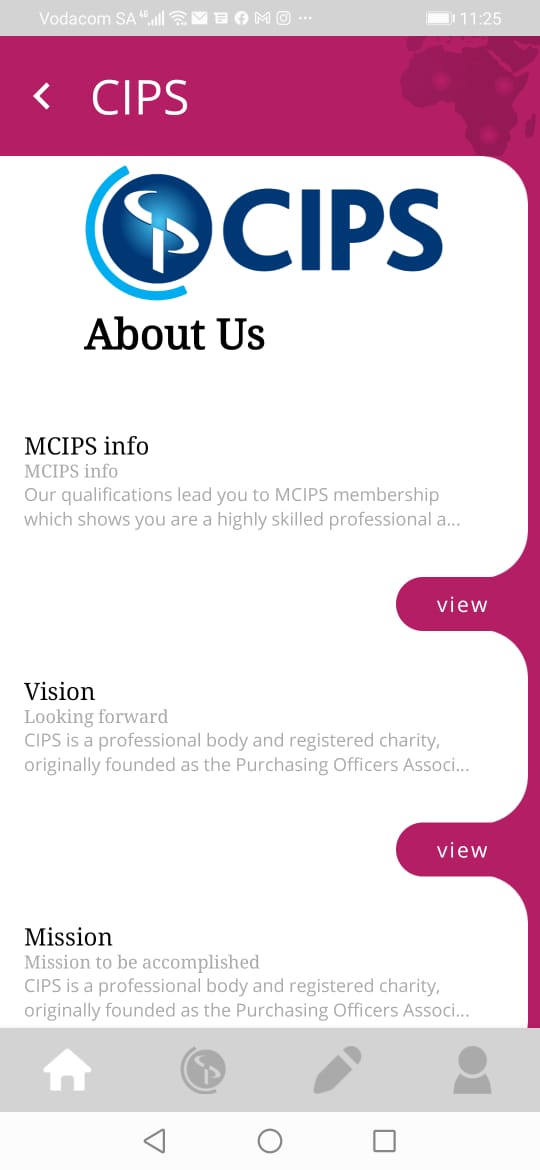 Vodacom SA 4G
11:25
CIPS
CIPS
About Us
MCIPS info
MCIPS info
Our qualifications lead you to MCIPS membership
which shows you are a highly skilled professional a...
view
Vision
Looking forward
CIPS is a professional body and registered charity,
originally founded as the Purchasing Officers Associ...
view
Mission
Mission to be accomplished
CIPS is a professional body and registered charity,
originally founded as the Purchasing Officers Associ...